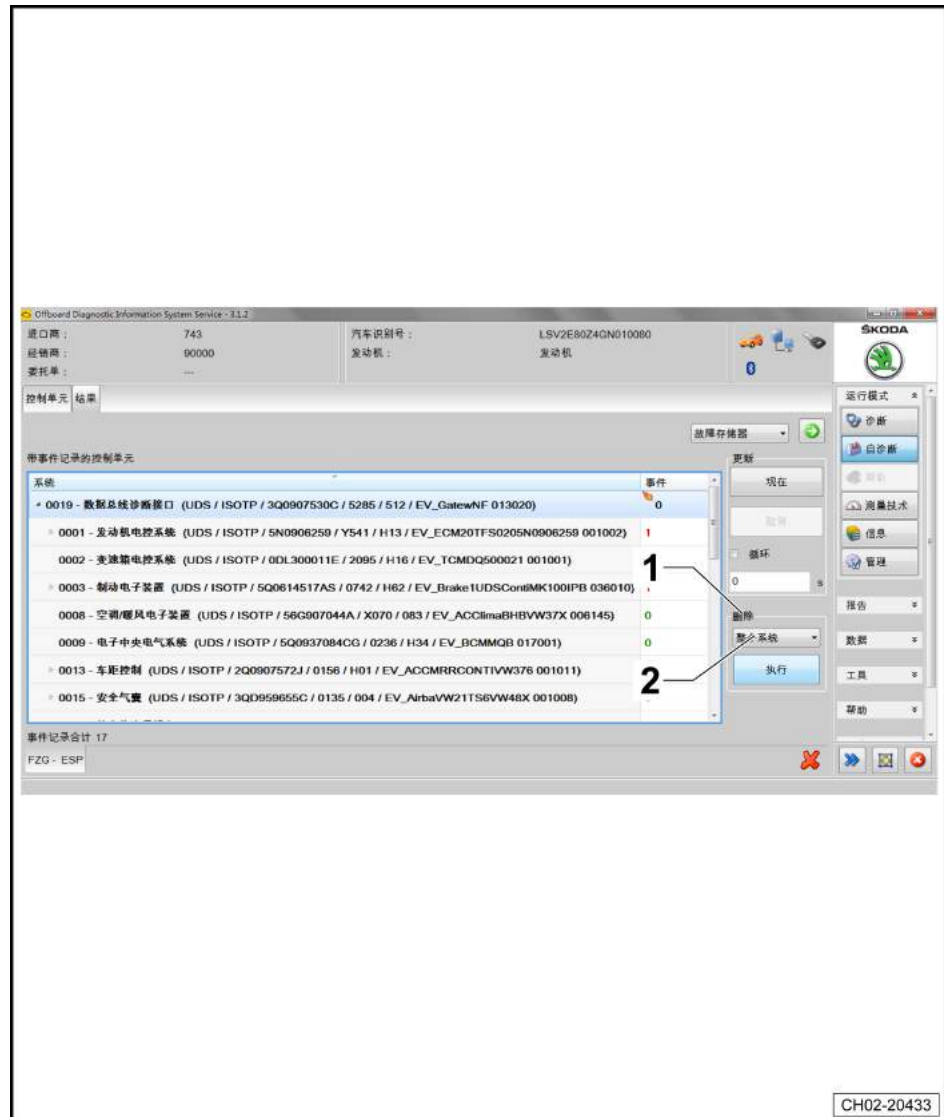 Offboard Diagnostic Information System Service - 3.1.2
进口商： 743 汽车识别号： LSV2E80Z4GN010080
经销商： 90000 发动机： 发动机
委托单： ---
0
ŠKODA
控制单元 结果
运行模式
诊断
故障存储器
自诊断
带事件记录的控制单元
更新
系统 事件
现在
测量技术
0019 - 数据总线诊断接口 (UDS / ISOTP / 3Q0907530C / 5285 / 512 / EV_GatewNF 013020) 0
信息
0001 - 发动机电控系统 (UDS / ISOTP / 5N0906259 / Y541 / H13 / EV_ECM20TFS0205N0906259 001002) 1
循环
管理
0002 - 变速箱电控系统 (UDS / ISOTP / 0DL300011E / 2095 / H16 / EV_TCMDQ500021 001001)
1
0003 - 制动电子装置 (UDS / ISOTP / 5Q0614517AS / 0742 / H62 / EV_Brake1UDSContiMK100IPB 036010)
0 s
报告
0008 - 空调/暖风电子装置 (UDS / ISOTP / 56G907044A / X070 / 083 / EV_ACClimaBHBVW37X 006145) 0
删除
整个系统
数据
0009 - 电子中央电气系统 (UDS / ISOTP / 5Q0937084CG / 0236 / H34 / EV_BCMMQB 017001) 0
0013 - 车距控制 (UDS / ISOTP / 2Q0907572J / 0156 / H01 / EV_ACCMRRCONTIVW376 001011)
2
执行
工具
0015 - 安全气囊 (UDS / ISOTP / 3QD959655C / 0135 / 004 / EV_AirbaVW21TS6VW48X 001008)
帮助
事件记录合计 17
FZG - ESP
CH02-20433